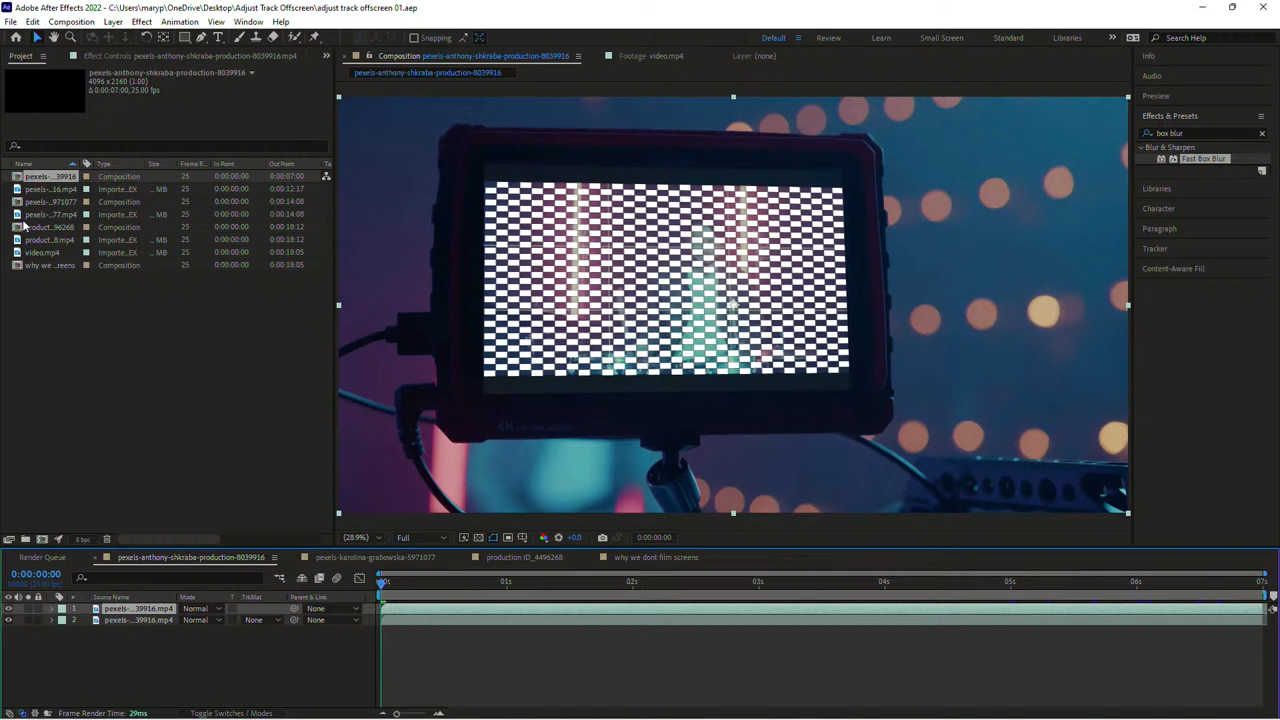 Adobe After Effects 2022 - C:\Users\maryp\OneDrive\Desktop\Adjust Track Offscreen\adjust track offscreen 01.aep
File Edit Composition Layer Effect Animation View Window Help
Snapping Default Review Learn Small Screen Standard Libraries Search Help
Project Effect Controls pexels-anthony-shkraba-production-8039916.mp4
Composition pexels-anthony-shkraba-production-8039916 Footage video.mp4 Layer (none)
pexels-anthony-shkraba-production-8039916
4096 x 2160 (1.00)
Δ 0:00:07:00, 25.00 fps
pexels-anthony-shkraba-production-8039916
Name Type Size Frame R... In Point Out Point Ta
pexels-...39916 Composition 25 0:00:00:00 0:00:07:00
pexels-...16.mp4 Importe...EX ... MB 25 0:00:00:00 0:00:12:17
pexels-...971077 Composition 25 0:00:00:00 0:00:14:08
pexels-...77.mp4 Importe...EX ... MB 25 0:00:00:00 0:00:14:08
product...96268 Composition 25 0:00:00:00 0:00:18:12
product...8.mp4 Importe...EX ... MB 25 0:00:00:00 0:00:18:12
video.mp4 Importe...EX ... MB 25 0:00:00:00 0:00:18:05
why we ...reens Composition 25 0:00:00:00 0:00:18:05
4K
Info
Audio
Preview
Effects & Presets
box blur
Blur & Sharpen
Fast Box Blur
Libraries
Character
Paragraph
Tracker
Content-Aware Fill
8 bpc
(28.9%) Full +0.0 0:00:00:00
Render Queue pexels-anthony-shkraba-production-8039916 pexels-karolina-grabowska-5971077 production ID_4496268 why we dont film screens
0:00:00:00
00000 (25.00 fps)
00s 01s 02s 03s 04s 05s 06s 07s
# Source Name Mode T .TrkMat Parent & Link
1 pexels-...39916.mp4 Normal None
2 pexels-...39916.mp4 Normal None None
Frame Render Time: 29ms Toggle Switches / Modes